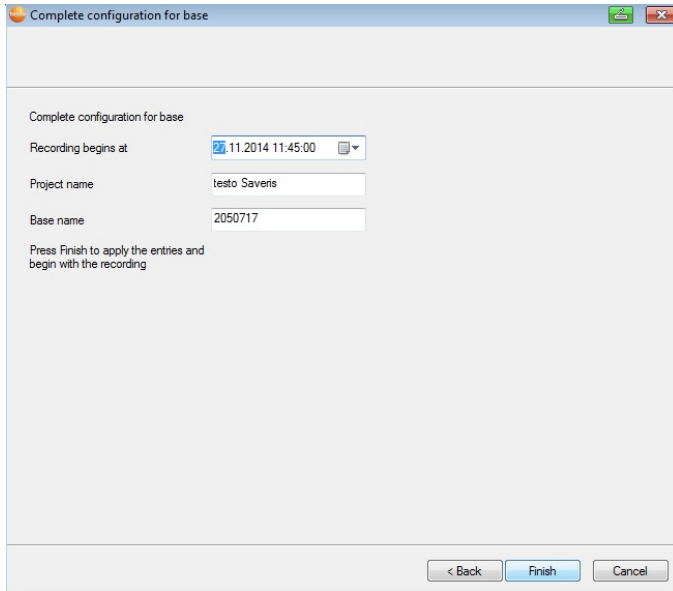 Complete configuration for base
Complete configuration for base
Recording begins at 27.11.2014 11:45:00
Project name testo Saveris
Base name 2050717
Press Finish to apply the entries and
begin with the recording
< Back Finish Cancel